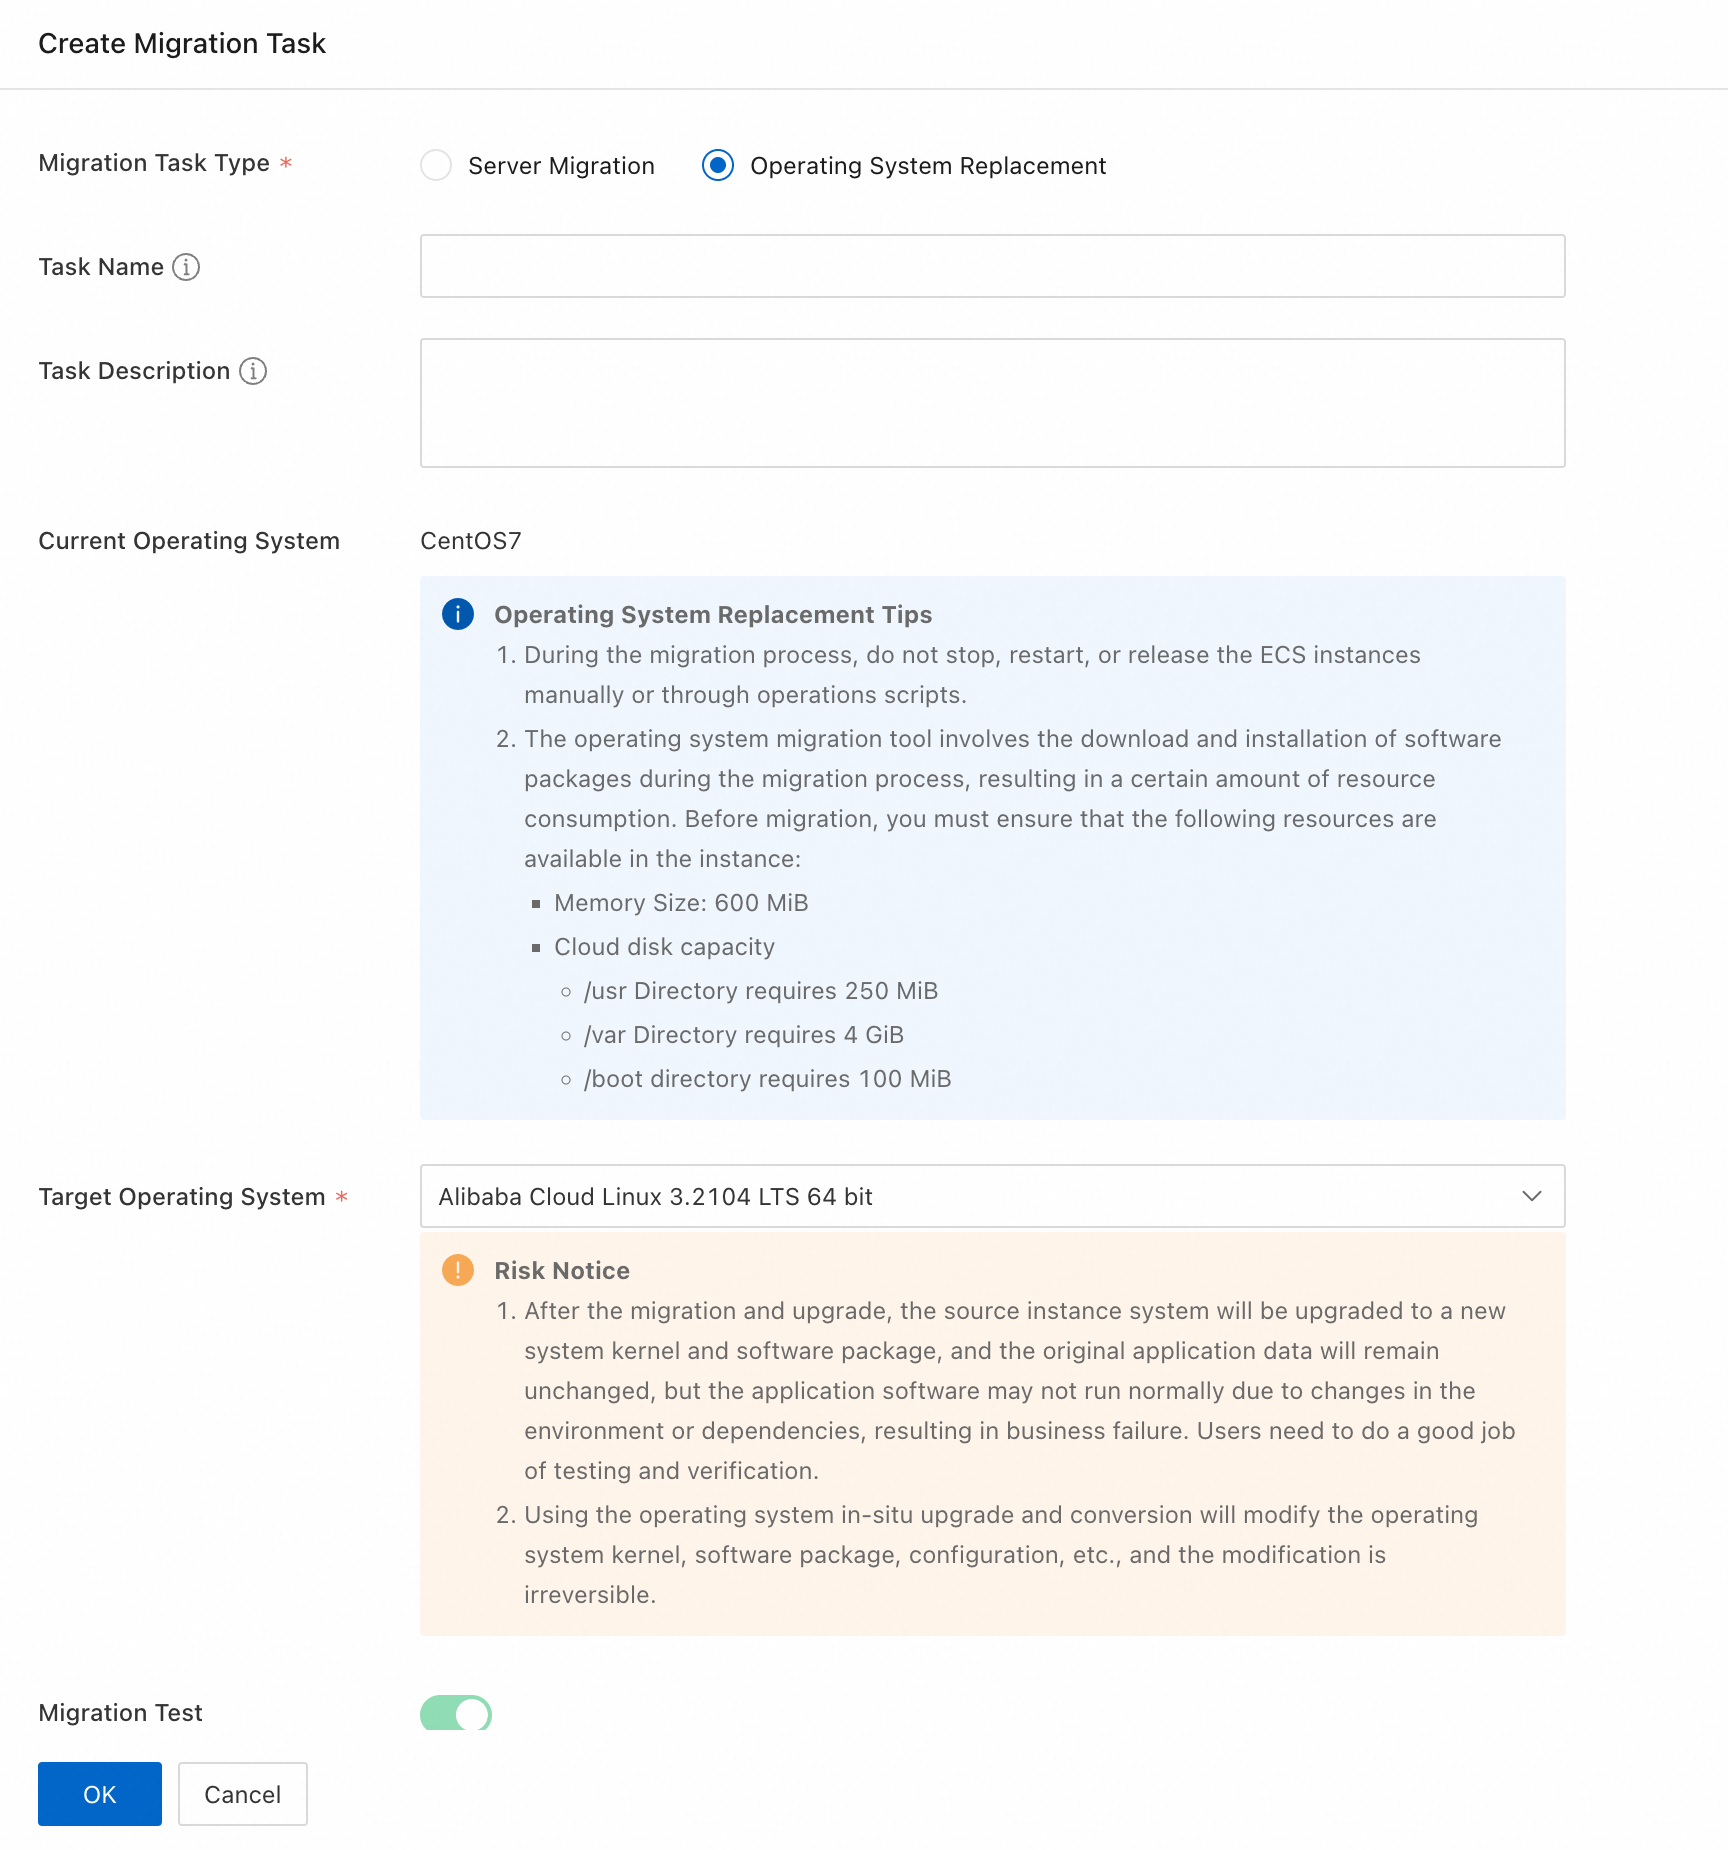 Create Migration Task
Migration Task Type *
Server Migration
Operating System Replacement
Task Name
Task Description
Current Operating System
CentOS7
Operating System Replacement Tips
1. During the migration process, do not stop, restart, or release the ECS instances
manually or through operations scripts.
2. The operating system migration tool involves the download and installation of software
packages during the migration process, resulting in a certain amount of resource
consumption. Before migration, you must ensure that the following resources are
available in the instance:
▪ Memory Size: 600 MiB
▪ Cloud disk capacity
◦ /usr Directory requires 250 MiB
◦ /var Directory requires 4 GiB
◦ /boot directory requires 100 MiB
Target Operating System *
Alibaba Cloud Linux 3.2104 LTS 64 bit
Risk Notice
1. After the migration and upgrade, the source instance system will be upgraded to a new
system kernel and software package, and the original application data will remain
unchanged, but the application software may not run normally due to changes in the
environment or dependencies, resulting in business failure. Users need to do a good job
of testing and verification.
2. Using the operating system in-situ upgrade and conversion will modify the operating
system kernel, software package, configuration, etc., and the modification is
irreversible.
Migration Test
OK
Cancel